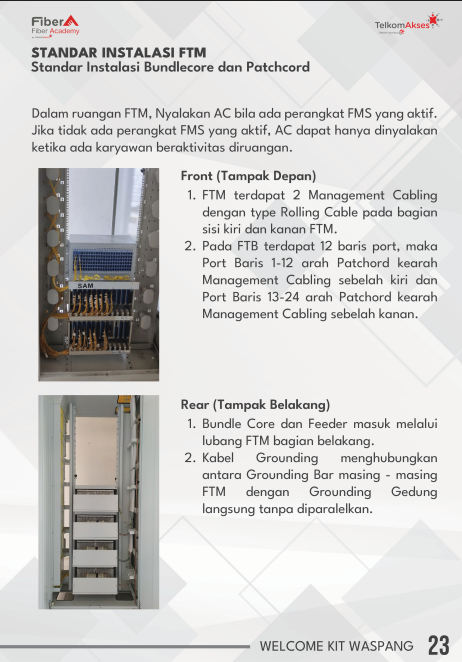 Fiber
Fiber Academy
TelkomAkses
STANDAR INSTALASI FTM
Standar Instalasi Bundlecore dan Patchcord
Dalam ruangan FTM, Nyalakan AC bila ada perangkat FMS yang aktif.
Jika tidak ada perangkat FMS yang aktif, AC dapat hanya dinyalakan
ketika ada karyawan beraktivitas diruangan.
Front (Tampak Depan)
1. FTM terdapat 2 Management Cabling
dengan type Rolling Cable pada bagian
sisi kiri dan kanan FTM.
2. Pada FTB terdapat 12 baris port, maka
Port Baris 1-12 arah Patchord kearah
Management Cabling sebelah kiri dan
Port Baris 13-24 arah Patchord kearah
Management Cabling sebelah kanan.
SAM
Rear (Tampak Belakang)
1. Bundle Core dan Feeder masuk melalui
lubang FTM bagian belakang.
2. Kabel Grounding menghubungkan
antara Grounding Bar masing - masing
FTM dengan Grounding Gedung
langsung tanpa diparalelkan.
WELCOME KIT WASPANG 23